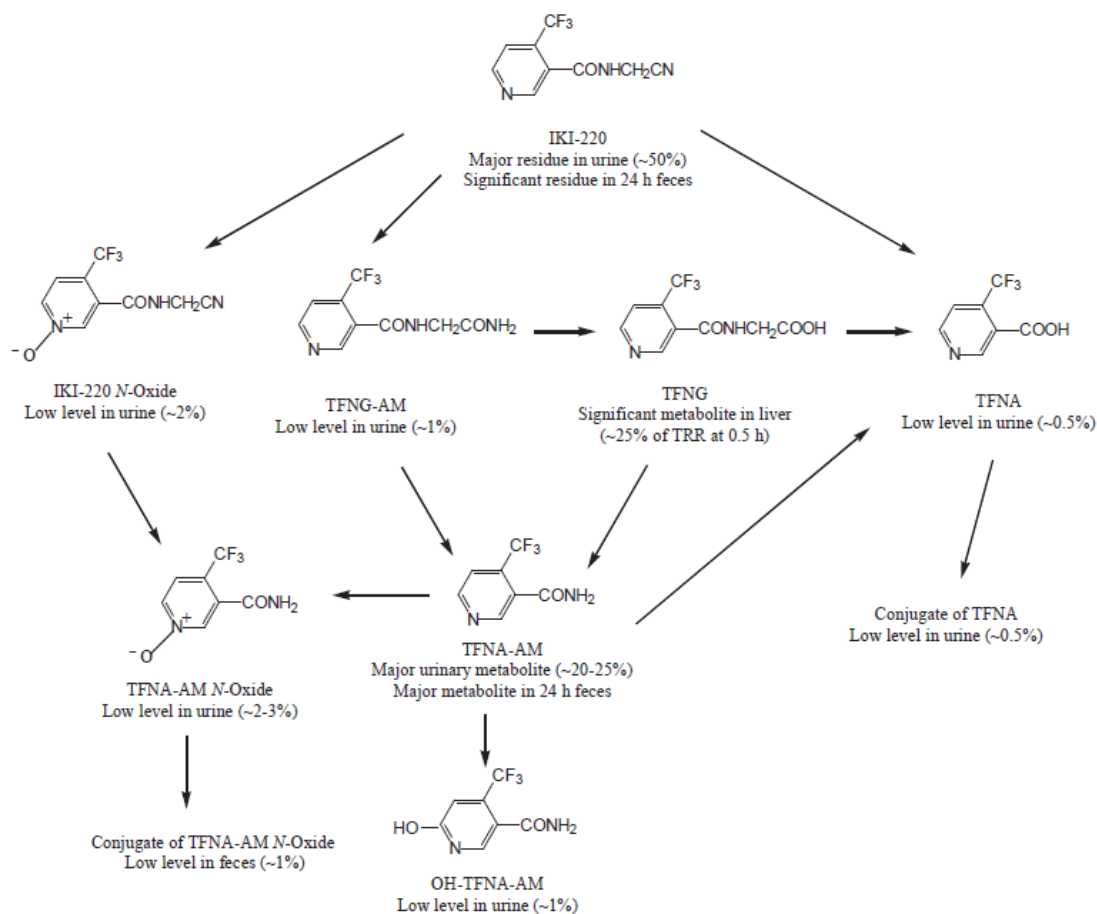 CF3
N
CONHCH2CN
IKI-220
Major residue in urine (~50%)
Significant residue in 24 h feces
CF3
CONHCH2CN
N+
-O
IKI-220 N-Oxide
Low level in urine (~2%)
CF3
CONHCH2CONH2
N
TFNG-AM
Low level in urine (~1%)
CF3
CONHCH2COOH
N
TFNG
Significant metabolite in liver
(~25% of TRR at 0.5 h)
CF3
COOH
N
TFNA
Low level in urine (~0.5%)
CF3
CONH2
N+
-O
TFNA-AM N-Oxide
Low level in urine (~2-3%)
CF3
CONH2
N
TFNA-AM
Major urinary metabolite (~20-25%)
Major metabolite in 24 h feces
Conjugate of TFNA
Low level in urine (~0.5%)
Conjugate of TFNA-AM N-Oxide
Low level in feces (~1%)
CF3
HO
CONH2
N
OH-TFNA-AM
Low level in urine (~1%)